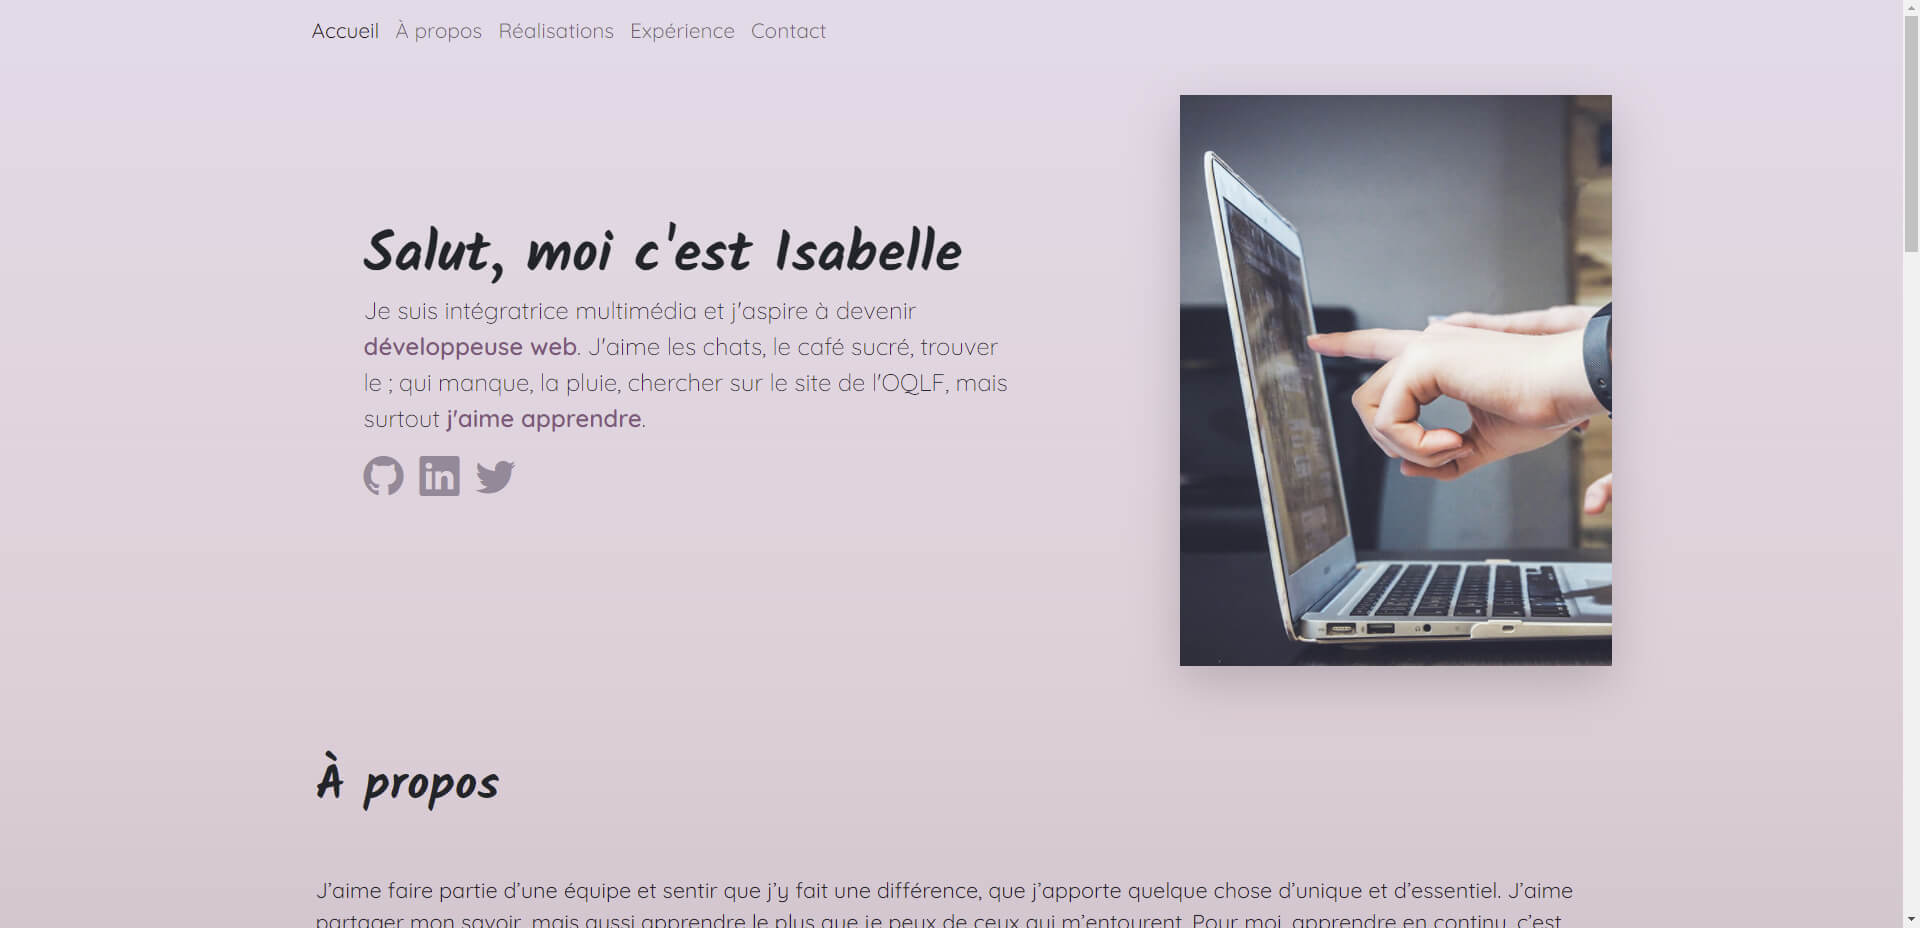 Accueil À propos Réalisations Expérience Contact
Salut, moi c'est Isabelle
Je suis intégratrice multimédia et j'aspire à devenir
développeuse web. J'aime les chats, le café sucré, trouver
le ; qui manque, la pluie, chercher sur le site de l'OQLF, mais
surtout j'aime apprendre.
in
À propos
J’aime faire partie d’une équipe et sentir que j’y fait une différence, que j’apporte quelque chose d’unique et d’essentiel. J’aime
partager mon savoir, mais aussi apprendre le plus que je peux de ceux qui m’entourent. Pour moi, apprendre en continu, c’est